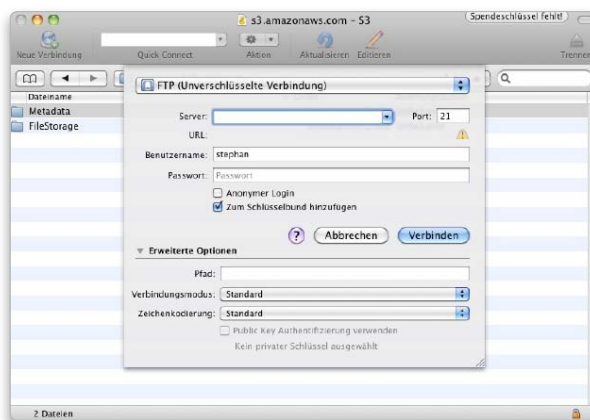 s3.amazonaws.com – S3
Spendeschlüssel fehlt!
Neue Verbindung
Quick Connect
Aktion
Aktualisieren
Editieren
Trennen
Dateiname
Metadata
FileStorage
FTP (Unverschlüsselte Verbindung)
Server:
Port: 21
URL:
Benutzername: stephan
Passwort: Passwort
Anonymer Login
Zum Schlüsselbund hinzufügen
? Abbrechen Verbinden
Erweiterte Optionen
Pfad:
Verbindungsmodus: Standard
Zeichenkodierung: Standard
Public Key Authentifizierung verwenden
Kein privater Schlüssel ausgewählt
2 Dateien